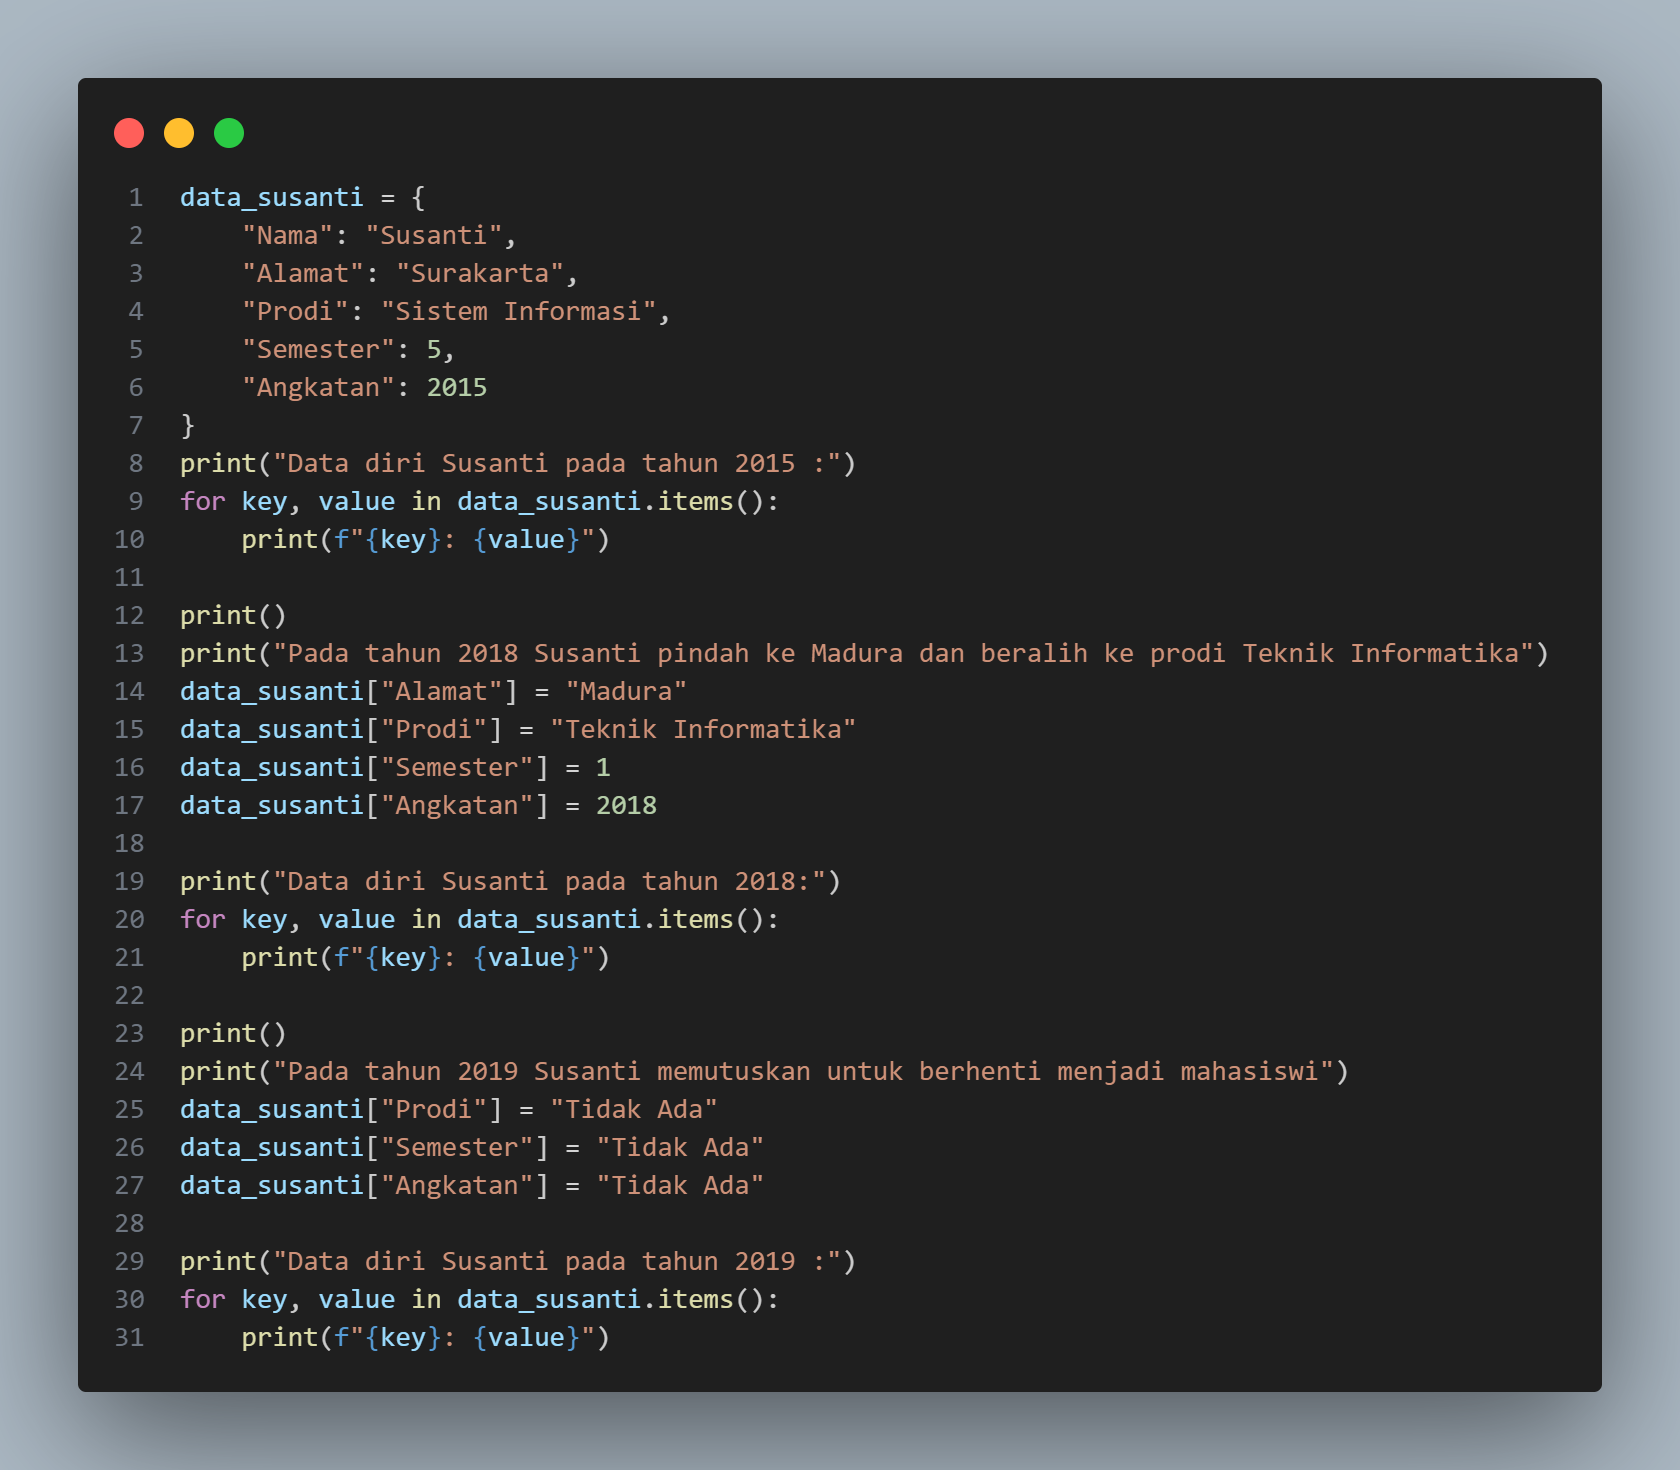 1 data_susanti = {
2     "Nama": "Susanti",
3     "Alamat": "Surakarta",
4     "Prodi": "Sistem Informasi",
5     "Semester": 5,
6     "Angkatan": 2015
7 }
8 print("Data diri Susanti pada tahun 2015 :")
9 for key, value in data_susanti.items():
10     print(f"{key}: {value}")
11
12 print()
13 print("Pada tahun 2018 Susanti pindah ke Madura dan beralih ke prodi Teknik Informatika")
14 data_susanti["Alamat"] = "Madura"
15 data_susanti["Prodi"] = "Teknik Informatika"
16 data_susanti["Semester"] = 1
17 data_susanti["Angkatan"] = 2018
18
19 print("Data diri Susanti pada tahun 2018:")
20 for key, value in data_susanti.items():
21     print(f"{key}: {value}")
22
23 print()
24 print("Pada tahun 2019 Susanti memutuskan untuk berhenti menjadi mahasiswi")
25 data_susanti["Prodi"] = "Tidak Ada"
26 data_susanti["Semester"] = "Tidak Ada"
27 data_susanti["Angkatan"] = "Tidak Ada"
28
29 print("Data diri Susanti pada tahun 2019 :")
30 for key, value in data_susanti.items():
31     print(f"{key}: {value}")